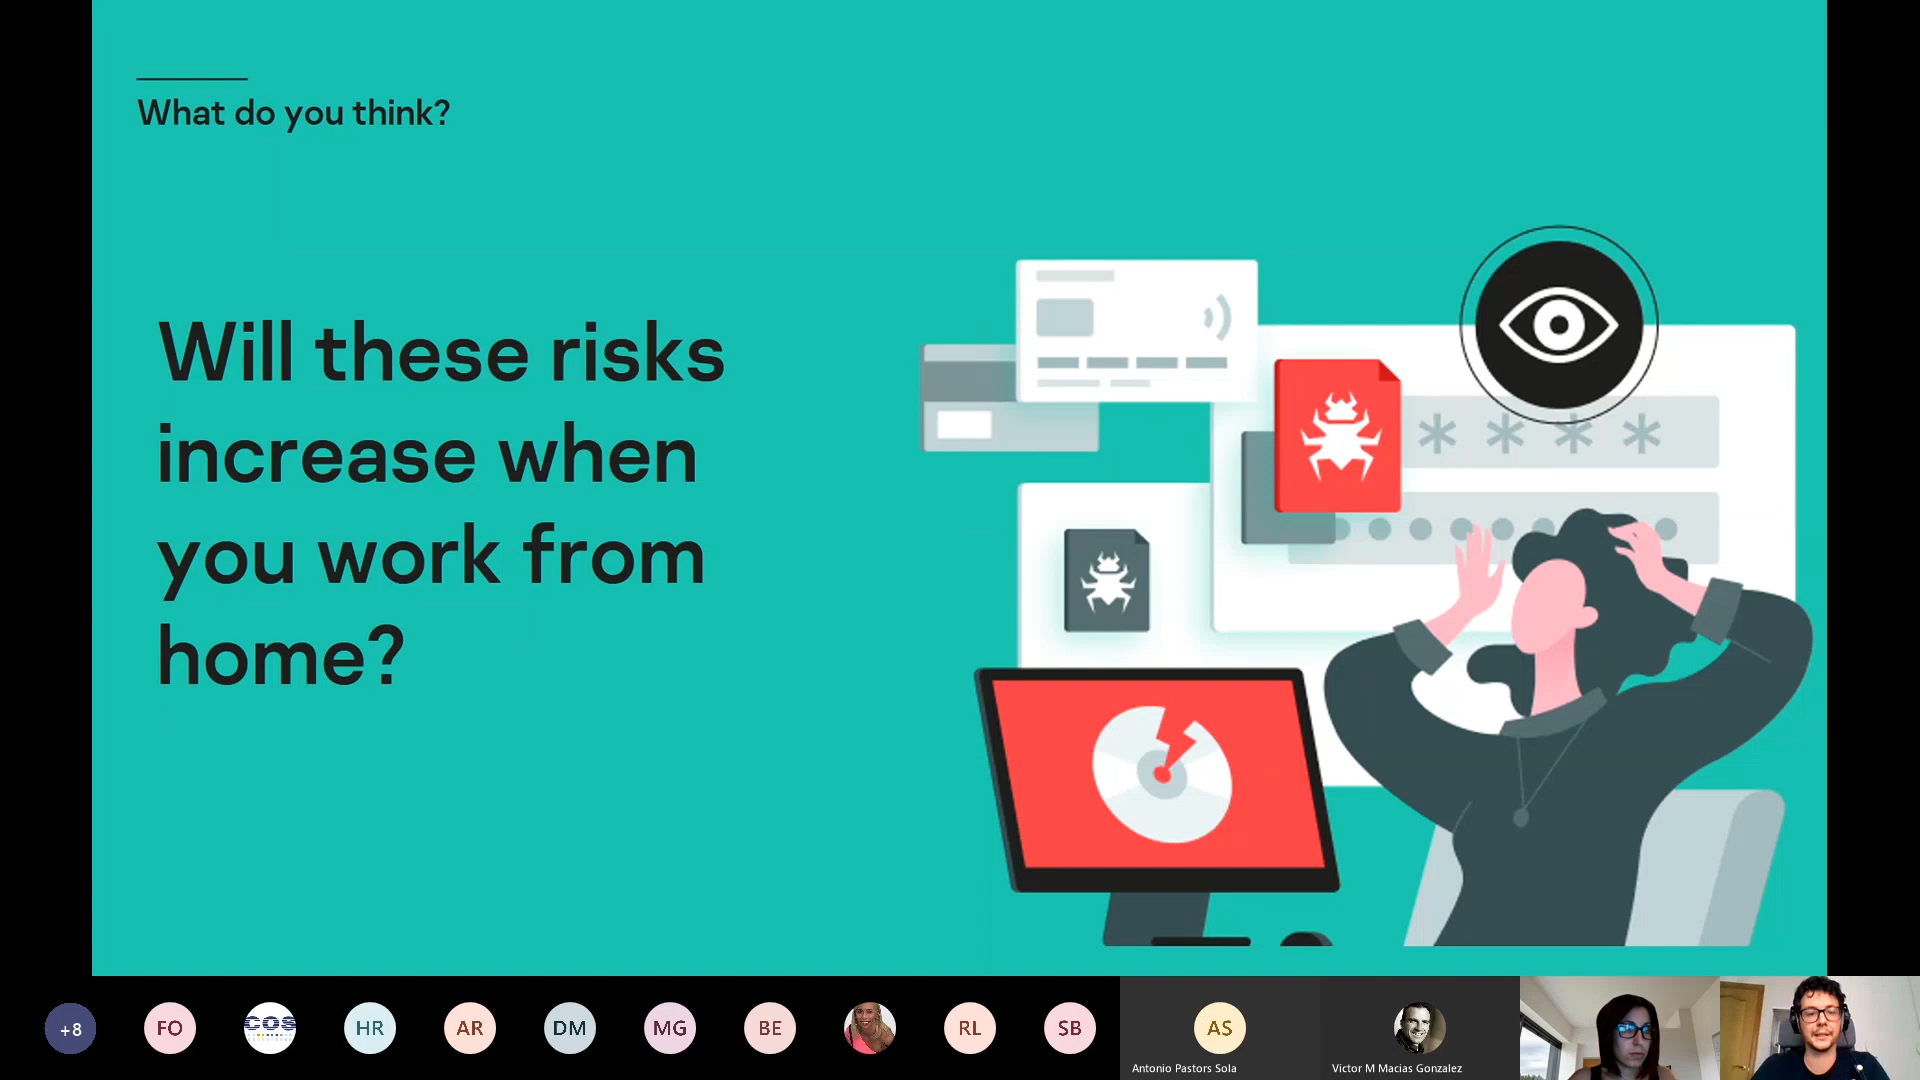 What do you think?
Will these risks
increase when
you work from
home?
* * * *
+8
FO
COS
HR
AR
DM
MG
BE
RL
SB
AS
Antonio Pastors Sola
Victor M Macias Gonzalez